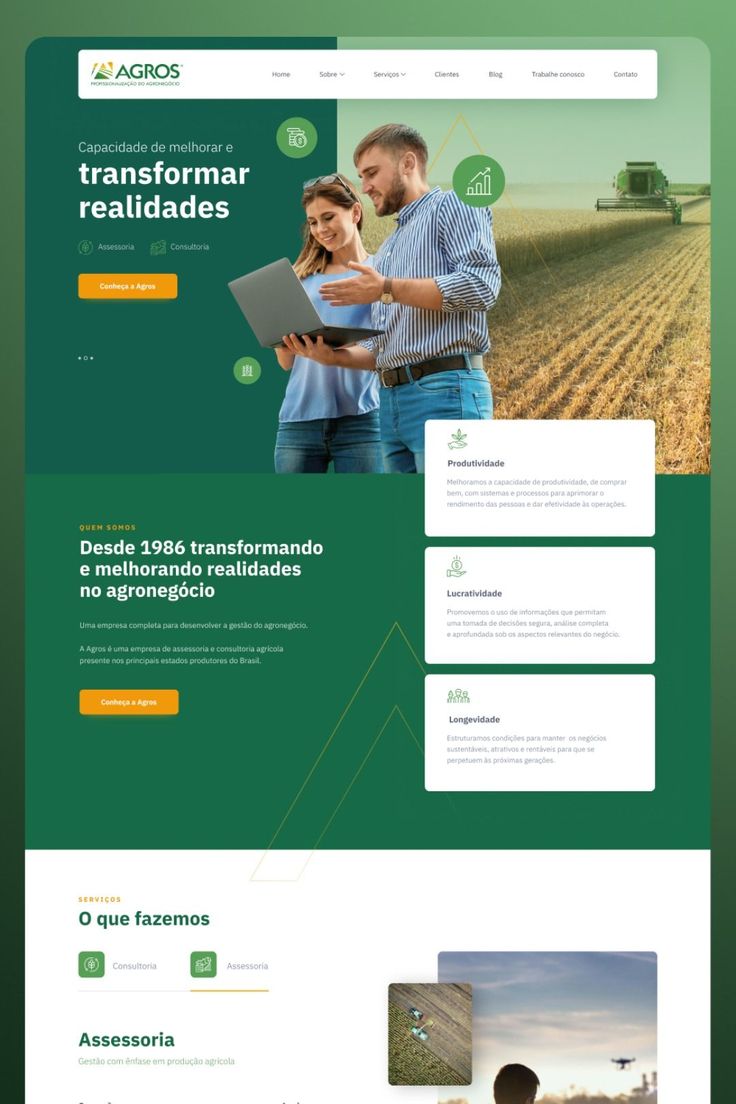 AGROS
PROFISSIONALIZAÇÃO DO AGRONEGÓCIO
Home
Sobre
Serviços
Clientes
Blog
Trabalhe conosco
Contato
Capacidade de melhorar e
transformar
realidades
Assessoria
Consultoria
Conheça a Agros
Produtividade
Melhoramos a capacidade de produtividade, de comprar
bem, com sistemas e processos para aprimorar o
rendimento das pessoas e dar efetividade às operações.
QUEM SOMOS
Desde 1986 transformando
e melhorando realidades
no agronegócio
Uma empresa completa para desenvolver a gestão do agronegócio.
A Agros é uma empresa de assessoria e consultoria agrícola
presente nos principais estados produtores do Brasil.
Conheça a Agros
Lucratividade
Promovemos o uso de informações que permitam
uma tomada de decisões segura, análise completa
e aprofundada sob os aspectos relevantes do negócio.
Longevidade
Estruturamos condições para manter os negócios
sustentáveis, atrativos e rentáveis para que se
perpetuem às próximas gerações.
SERVIÇOS
O que fazemos
Consultoria
Assessoria
Assessoria
Gestão com ênfase em produção agrícola